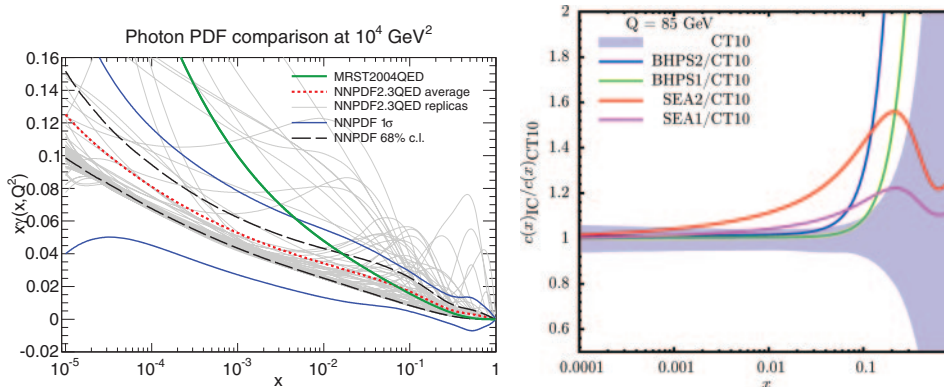 Photon PDF comparison at 10⁴ GeV²
xγ(x,Q²)
0.16
0.14
0.12
0.1
0.08
0.06
0.04
0.02
0
-0.02
MRST2004QED
NNPDF2.3QED average
NNPDF2.3QED replicas
NNPDF 1σ
NNPDF 68% c.l.
10⁻⁵ 10⁻⁴ 10⁻³ 10⁻² 10⁻¹ 1
x
c(x)IC/c(x)CT10
2
1.8
1.6
1.4
1.2
1
0.8
0.6
Q = 85 GeV
CT10
BHPS2/CT10
BHPS1/CT10
SEA2/CT10
SEA1/CT10
0.0001 0.001 0.01 0.1
x